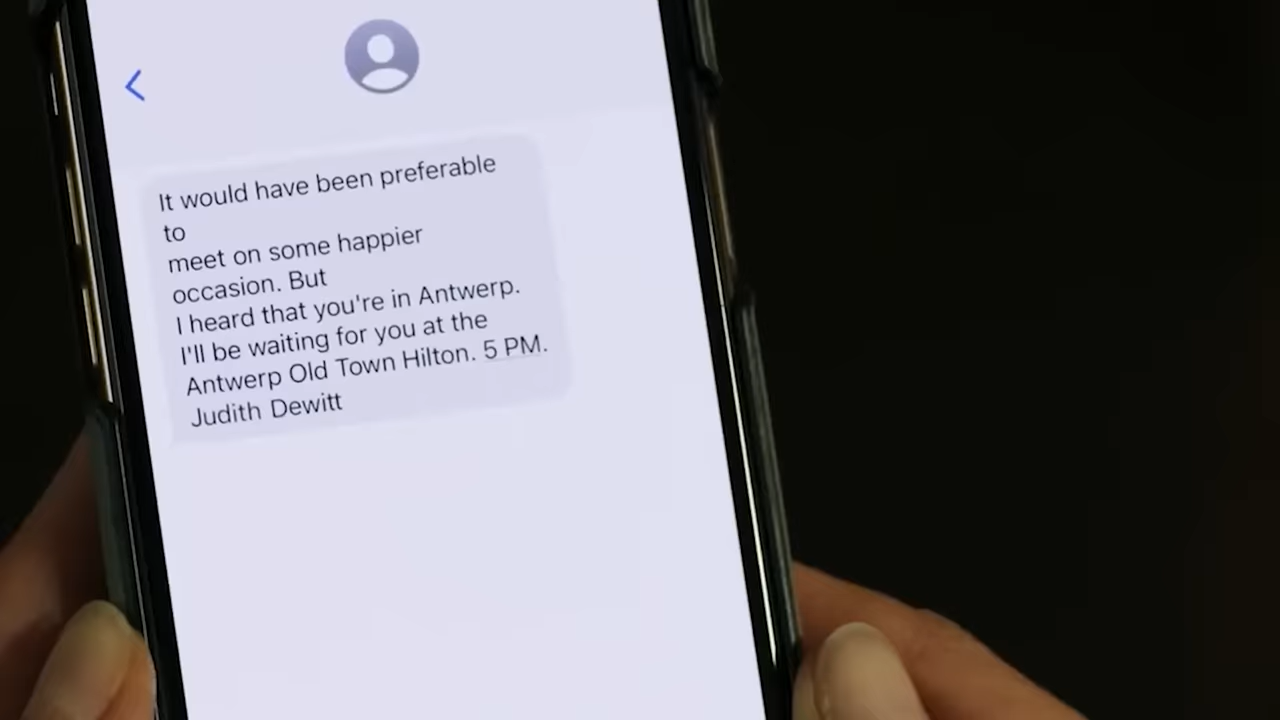 It would have been preferable
to
meet on some happier
occasion. But
I heard that you're in Antwerp.
I'll be waiting for you at the
Antwerp Old Town Hilton. 5 PM.
Judith Dewitt